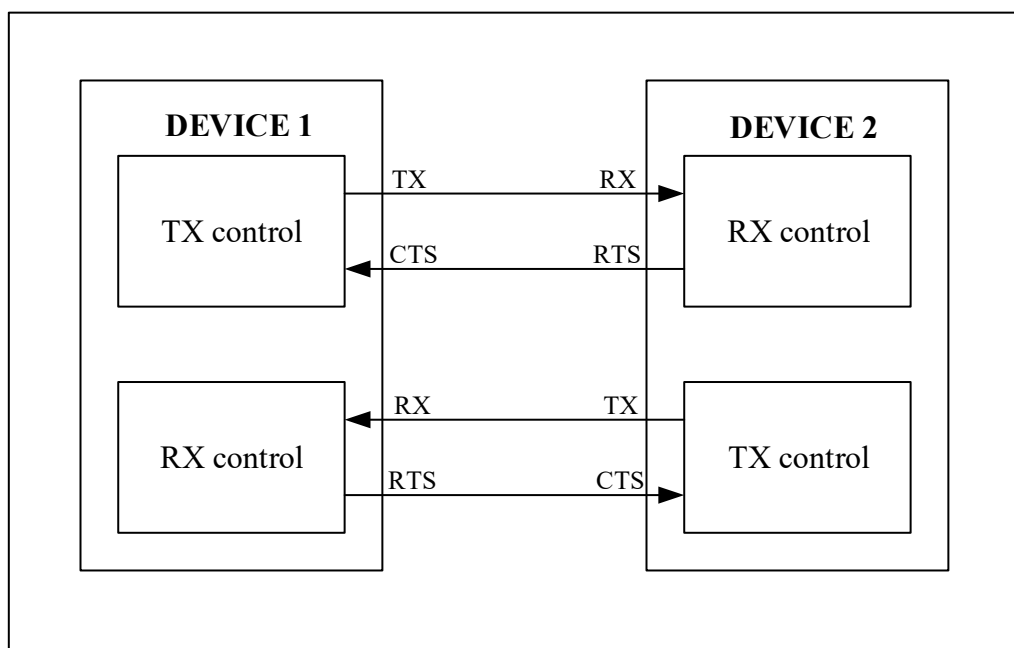 DEVICE 1
DEVICE 2
TX
RX
TX control
RX control
CTS
RTS
RX
TX
RX control
TX control
RTS
CTS